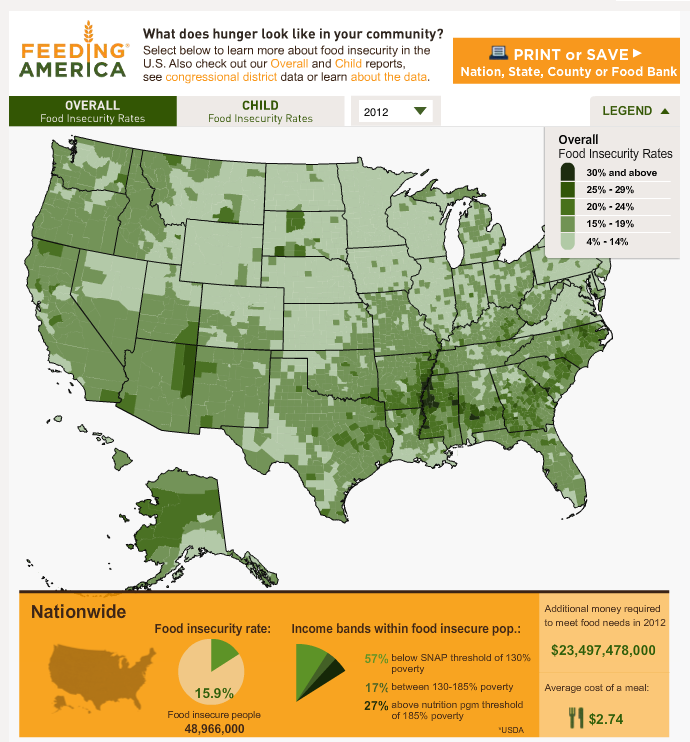 FEEDING®
AMERICA
What does hunger look like in your community?
Select below to learn more about food insecurity in the
U.S. Also check out our Overall and Child reports,
see congressional district data or learn about the data.
PRINT or SAVE ▸
Nation, State, County or Food Bank
OVERALL
Food Insecurity Rates
CHILD
Food Insecurity Rates
2012
LEGEND
Overall
Food Insecurity Rates
30% and above
25% - 29%
20% - 24%
15% - 19%
4% - 14%
Nationwide
Food insecurity rate:
15.9%
Food insecure people
48,966,000
Income bands within food insecure pop.:
57% below SNAP threshold of 130%
poverty
17% between 130-185% poverty
27% above nutrition pgm threshold
of 185% poverty
*USDA
Additional money required
to meet food needs in 2012
$23,497,478,000
Average cost of a meal:
$2.74